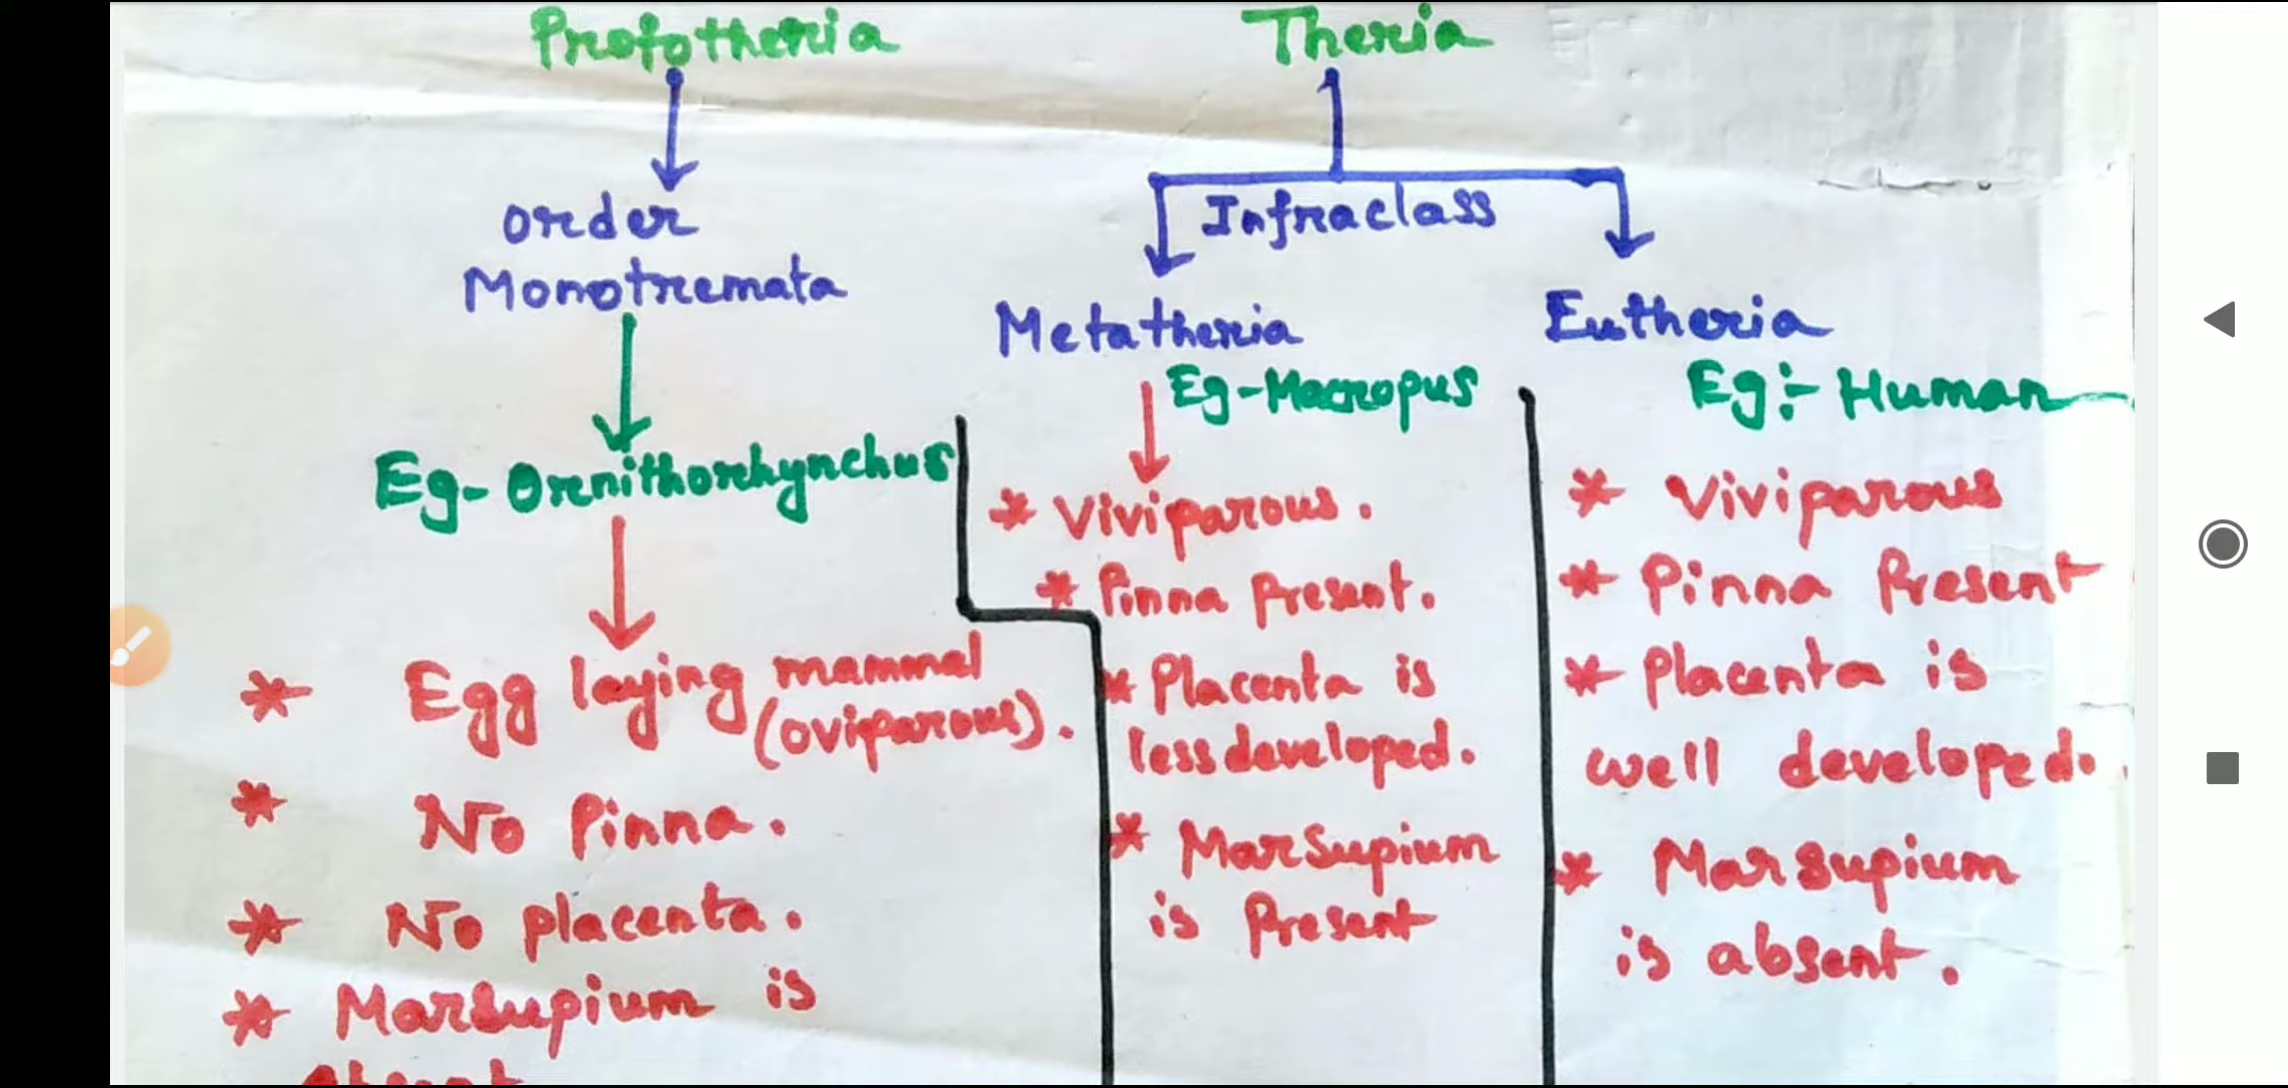 Prototheria
Theria
order
Monotremata
Eg- Ornithorhynchus
* Egg laying mammal
(oviparous).
* No Pinna.
* No placenta.
* Marsupium is
Absent
Infraclass
Metatheria
Eg-Macropus
* Viviparous.
* Pinna Present.
* Placenta is
less developed.
* Marsupium
is Present
Eutheria
Eg:- Human
* Viviparous
* Pinna Present
* Placenta is
well developed.
* Marsupium
is absent.